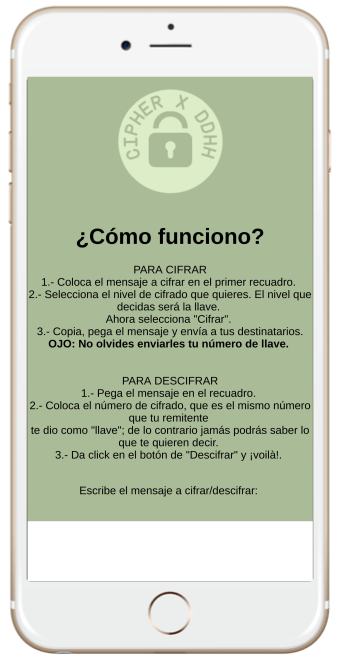 CIPHER X DDHH
¿Cómo funciono?
PARA CIFRAR
1.- Coloca el mensaje a cifrar en el primer recuadro.
2.- Selecciona el nivel de cifrado que quieres. El nivel que
decidas será la llave.
Ahora selecciona "Cifrar".
3.- Copia, pega el mensaje y envía a tus destinatarios.
OJO: No olvides enviarles tu número de llave.
PARA DESCIFRAR
1.- Pega el mensaje en el recuadro.
2.- Coloca el número de cifrado, que es el mismo número
que tu remitente
te dio como "llave"; de lo contrario jamás podrás saber lo
que te quieren decir.
3.- Da click en el botón de "Descifrar" y ¡voilà!.
Escribe el mensaje a cifrar/descifrar: